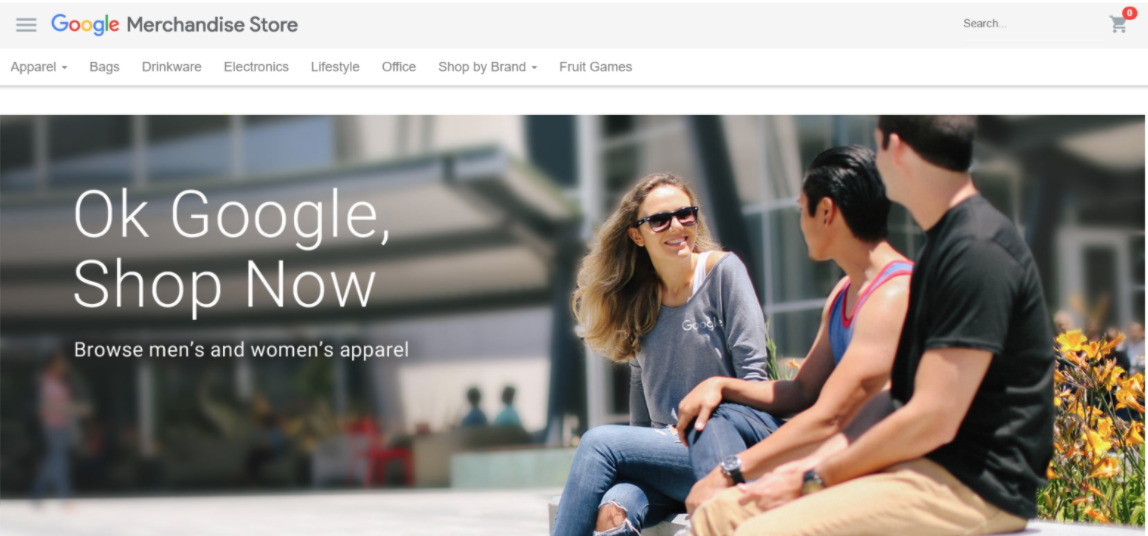 Google Merchandise Store
Search...
0
Apparel Bags Drinkware Electronics Lifestyle Office Shop by Brand Fruit Games
Ok Google,
Shop Now
Browse men's and women's apparel
Google